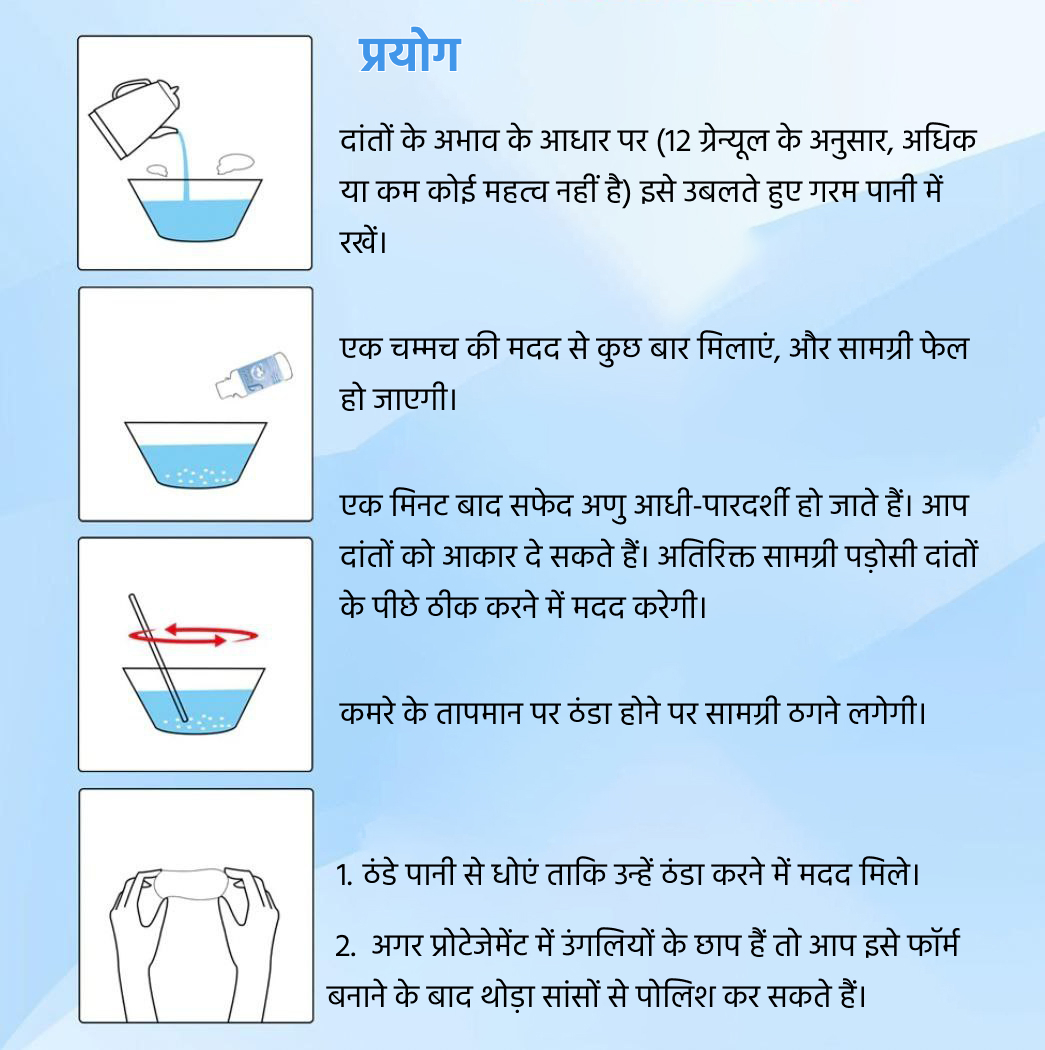 प्रयोग
दांतों के अभाव के आधार पर (12 ग्रेन्यूल के अनुसार, अधिक
या कम कोई महत्व नहीं है) इसे उबलते हुए गरम पानी में
रखें।
एक चम्मच की मदद से कुछ बार मिलाएं, और सामग्री फेल
हो जाएगी।
एक मिनट बाद सफेद अणु आधी-पारदर्शी हो जाते हैं। आप
दांतों को आकार दे सकते हैं। अतिरिक्त सामग्री पड़ोसी दांतों
के पीछे ठीक करने में मदद करेगी।
कमरे के तापमान पर ठंडा होने पर सामग्री ठगने लगेगी।
1. ठंडे पानी से धोएं ताकि उन्हें ठंडा करने में मदद मिले।
2. अगर प्रोटेजेमेंट में उंगलियों के छाप हैं तो आप इसे फॉर्म
बनाने के बाद थोड़ा सांसों से पोलिश कर सकते हैं।